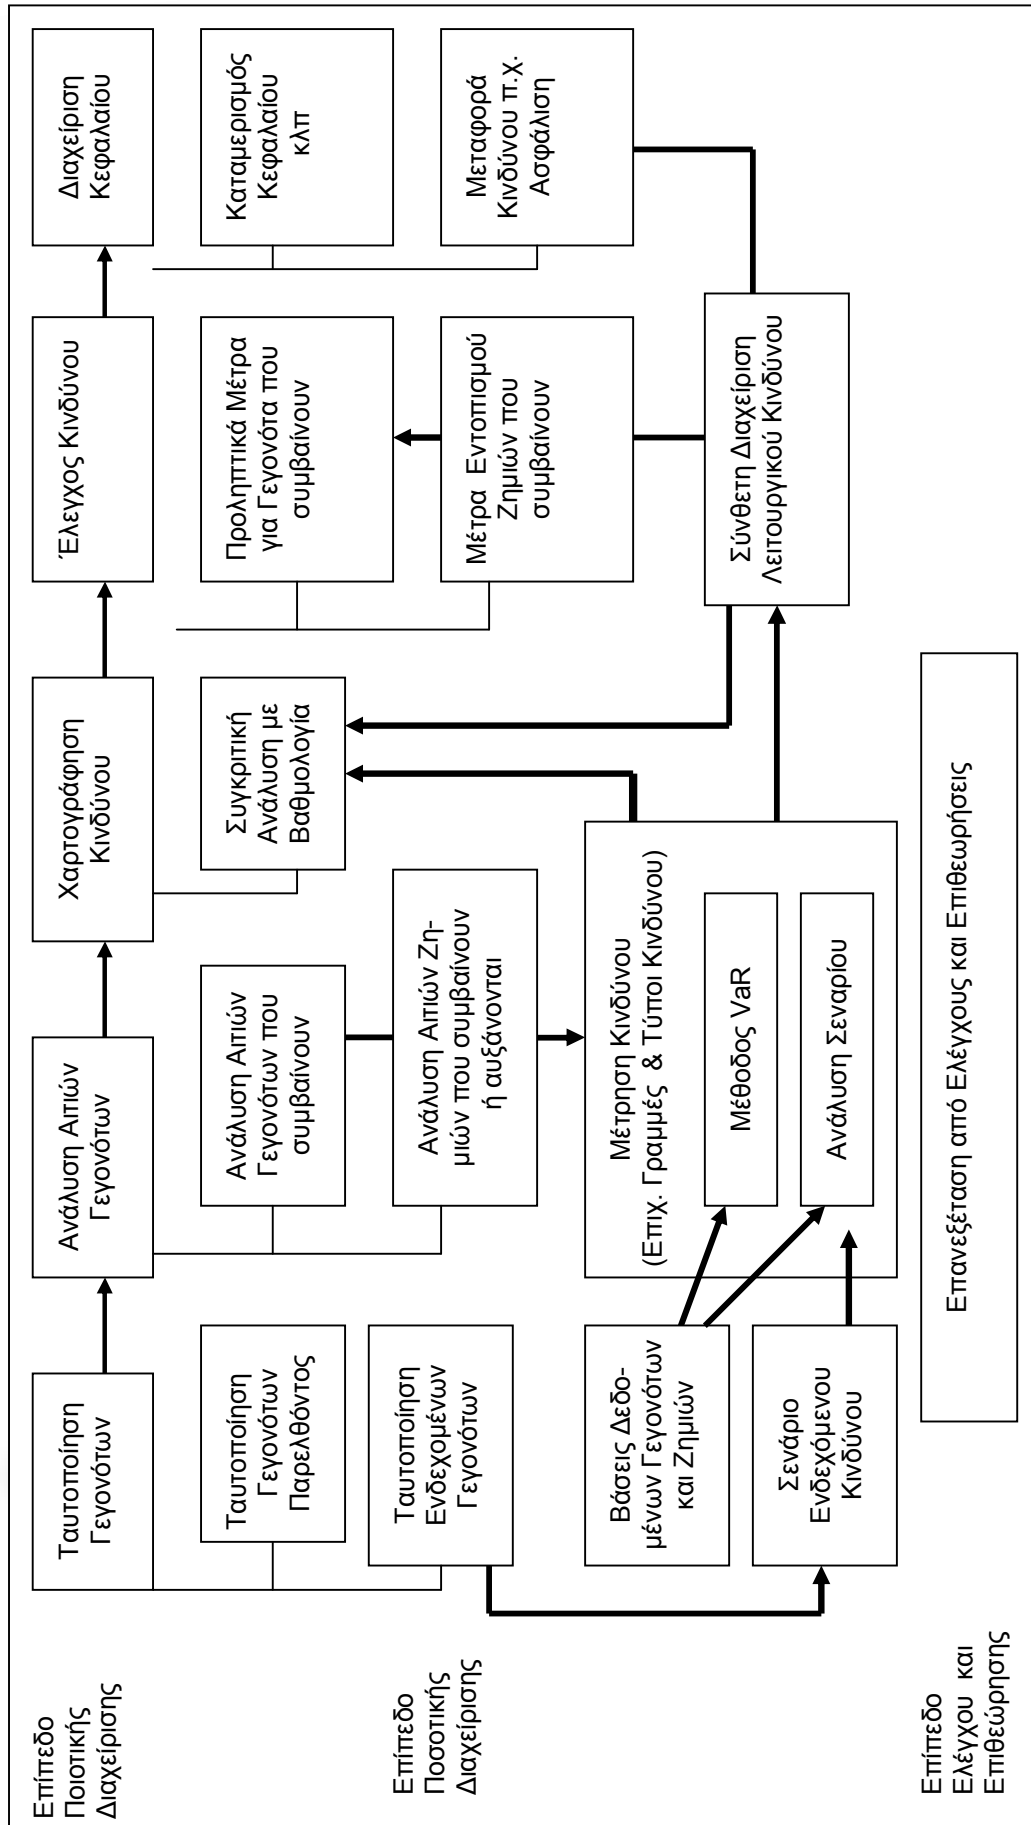 Επίπεδο
Ποιοτικής
Διαχείρισης
Ταυτοποίηση
Γεγονότων
Ανάλυση Αιτιών
Γεγονότων
Χαρτογράφηση
Κινδύνου
Έλεγχος Κινδύνου
Διαχείριση
Κεφαλαίου
Ταυτοποίηση
Γεγονότων
Παρελθόντος
Ανάλυση Αιτιών
Γεγονότων που
συμβαίνουν
Συγκριτική
Ανάλυση με
Βαθμολογία
Προληπτικά Μέτρα
για Γεγονότα που
συμβαίνουν
Καταμερισμός
Κεφαλαίου
κλπ
Επίπεδο
Ποσοτικής
Διαχείρισης
Ταυτοποίηση
Ενδεχομένων
Γεγονότων
Ανάλυση Αιτιών Ζη-
μιών που συμβαίνουν
ή αυξάνονται
Μέτρα Εντοπισμού
Ζημιών που
συμβαίνουν
Μεταφορά
Κινδύνου π.χ.
Ασφάλιση
Βάσεις Δεδο-
μένων Γεγονότων
και Ζημιών
Μέτρηση Κινδύνου
(Επιχ. Γραμμές & Τύποι Κινδύνου)
Μέθοδος VaR
Ανάλυση Σεναρίου
Σύνθετη Διαχείριση
Λειτουργικού Κινδύνου
Σενάριο
Ενδεχόμενου
Κινδύνου
Επίπεδο
Ελέγχου και
Επιθεώρησης
Επανεξέταση από Ελέγχους και Επιθεωρήσεις